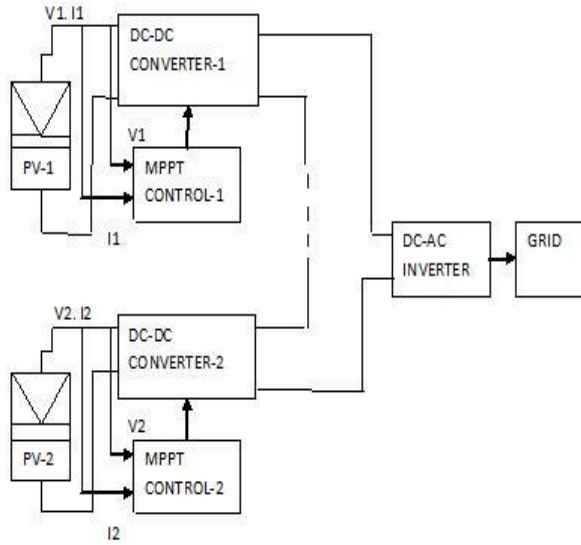 V1. I1
DC-DC
CONVERTER-1
V1
PV-1
MPPT
CONTROL-1
I1
DC-AC
INVERTER
GRID
V2. I2
DC-DC
CONVERTER-2
V2
PV-2
MPPT
CONTROL-2
I2